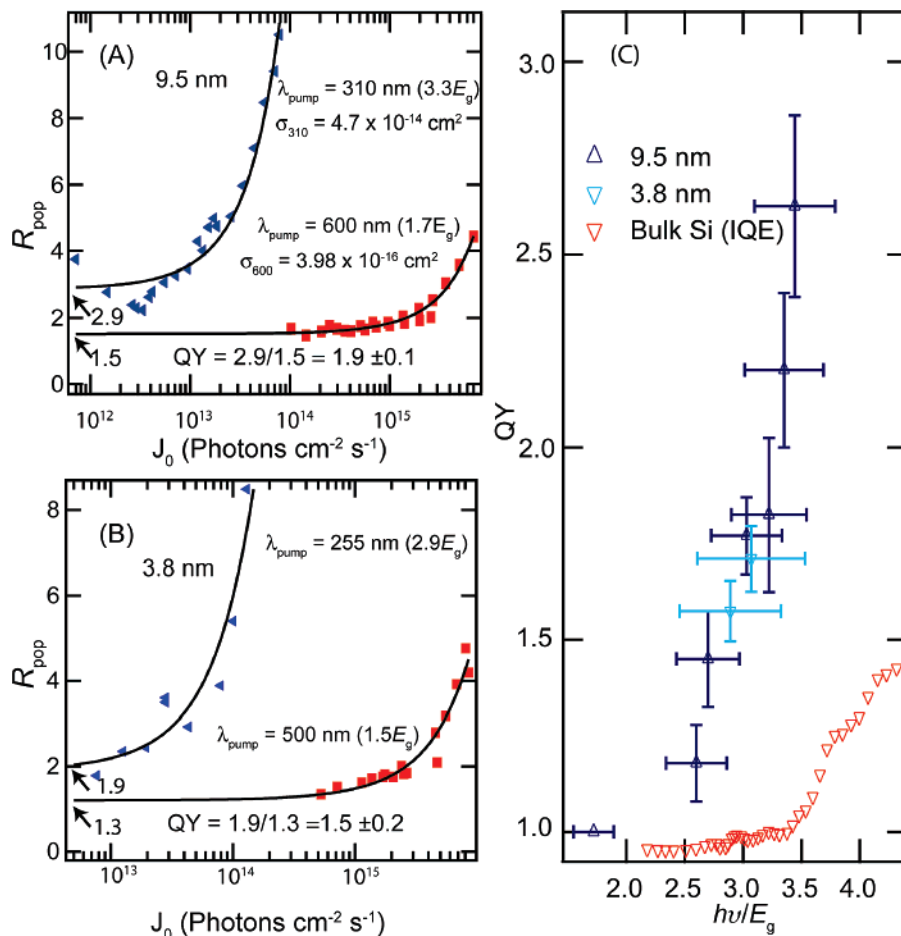 (A)
9.5 nm
λpump = 310 nm (3.3Eg)
σ310 = 4.7 x 10⁻¹⁴ cm²
λpump = 600 nm (1.7Eg)
σ600 = 3.98 x 10⁻¹⁶ cm²
2.9
1.5
QY = 2.9/1.5 = 1.9 ±0.1
10
8
6
4
2
0
Rpop
10¹² 10¹³ 10¹⁴ 10¹⁵
J₀ (Photons cm⁻² s⁻¹)
(B)
3.8 nm
λpump = 255 nm (2.9Eg)
λpump = 500 nm (1.5Eg)
1.9
1.3
QY = 1.9/1.3 =1.5 ±0.2
8
6
4
2
0
Rpop
10¹³ 10¹⁴ 10¹⁵
J₀ (Photons cm⁻² s⁻¹)
(C)
9.5 nm
3.8 nm
Bulk Si (IQE)
3.0
2.5
2.0
1.5
1.0
QY
2.0 2.5 3.0 3.5 4.0
hυ/Eg